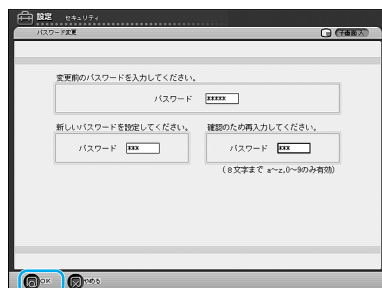 設定 セキュリティ
パスワード変更
子画面入
変更前のパスワードを入力してください。
パスワード *****
新しいパスワードを設定してください。 確認のため再入力してください。
パスワード *** パスワード ***
(8文字まで a~z,0~9のみ有効)
OK やめる